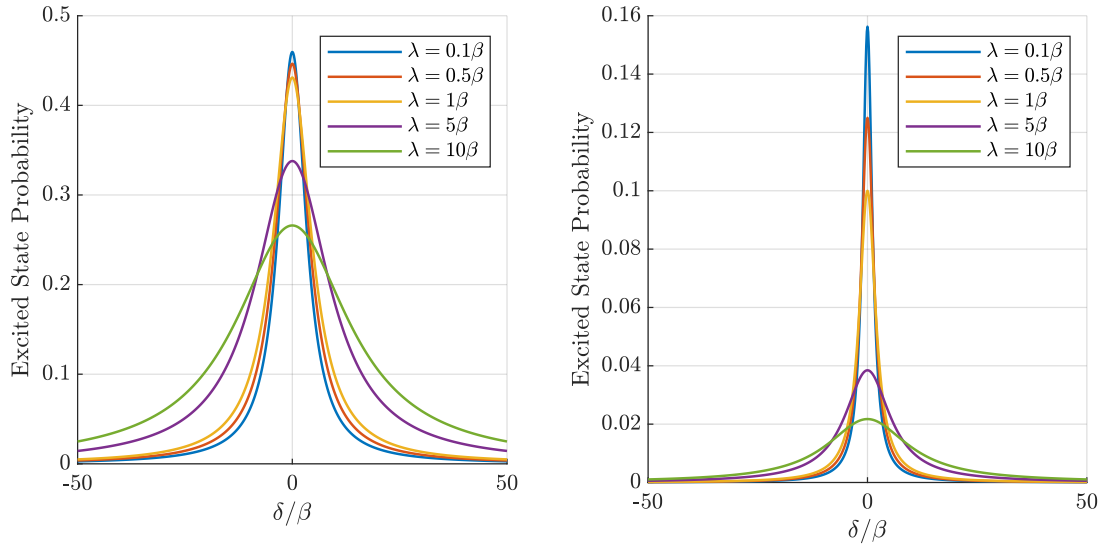 0.5
0.4
0.3
0.2
0.1
0
Excited State Probability
λ = 0.1β
λ = 0.5β
λ = 1β
λ = 5β
λ = 10β
-50
0
50
δ/β
0.16
0.14
0.12
0.1
0.08
0.06
0.04
0.02
0
Excited State Probability
λ = 0.1β
λ = 0.5β
λ = 1β
λ = 5β
λ = 10β
-50
0
50
δ/β